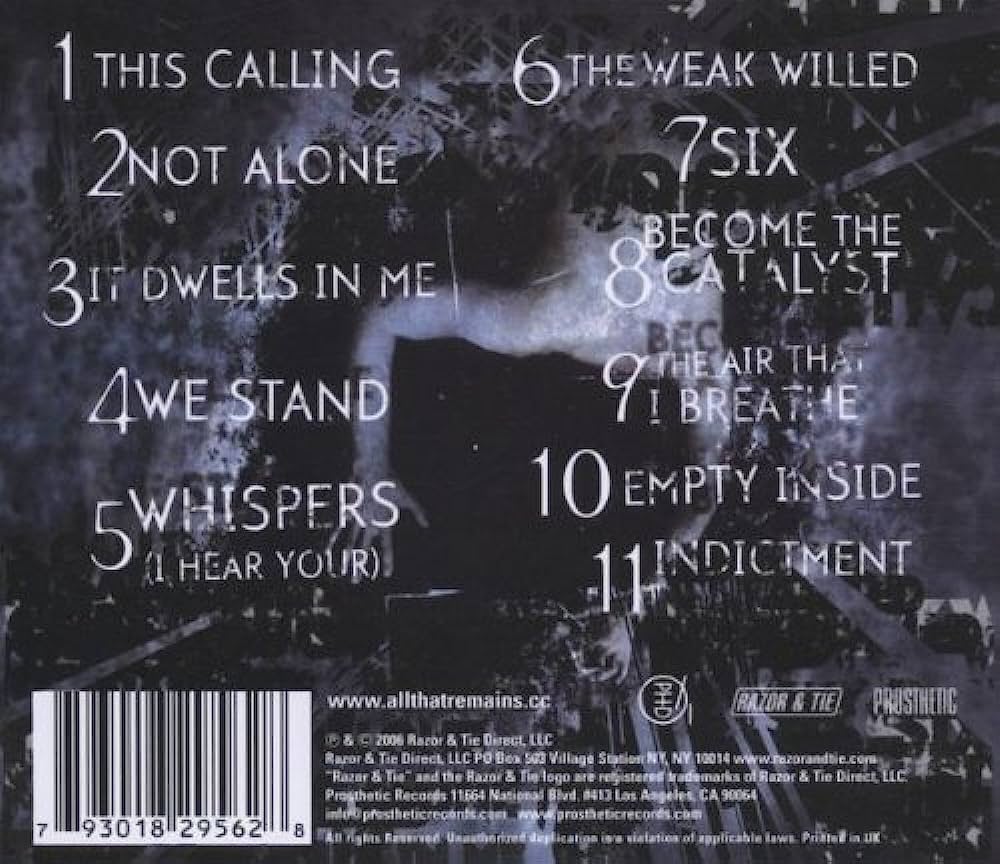 1 THIS CALLING
2 NOT ALONE
3 IT DWELLS IN ME
4 WE STAND
5 WHISPERS
(I HEAR YOUR)
6 THE WEAK WILLED
7 SIX
8 BECOME THE
CATALYST
BEC
9 THE AIR THAT
I BREATHE
10 EMPTY INSIDE
11 INDICTMENT
7 93018 29562 8
www.allthatremains.cc
PHD
RAZOR & TIE
PROSTHETIC
℗ & © 2006 Razor & Tie Direct, LLC
Razor & Tie Direct, LLC PO Box 503 Village Station NY, NY 10014 www.razorandtie.com
"Razor & Tie" and the Razor & Tie logo are registered trademarks of Razor & Tie Direct, LLC
Prosthetic Records 11664 National Blvd. #413 Los Angeles, CA 90064
info@prostheticrecords.com www.prostheticrecords.com
All rights Reserved. Unauthorized duplication is a violation of applicable laws. Printed in UK